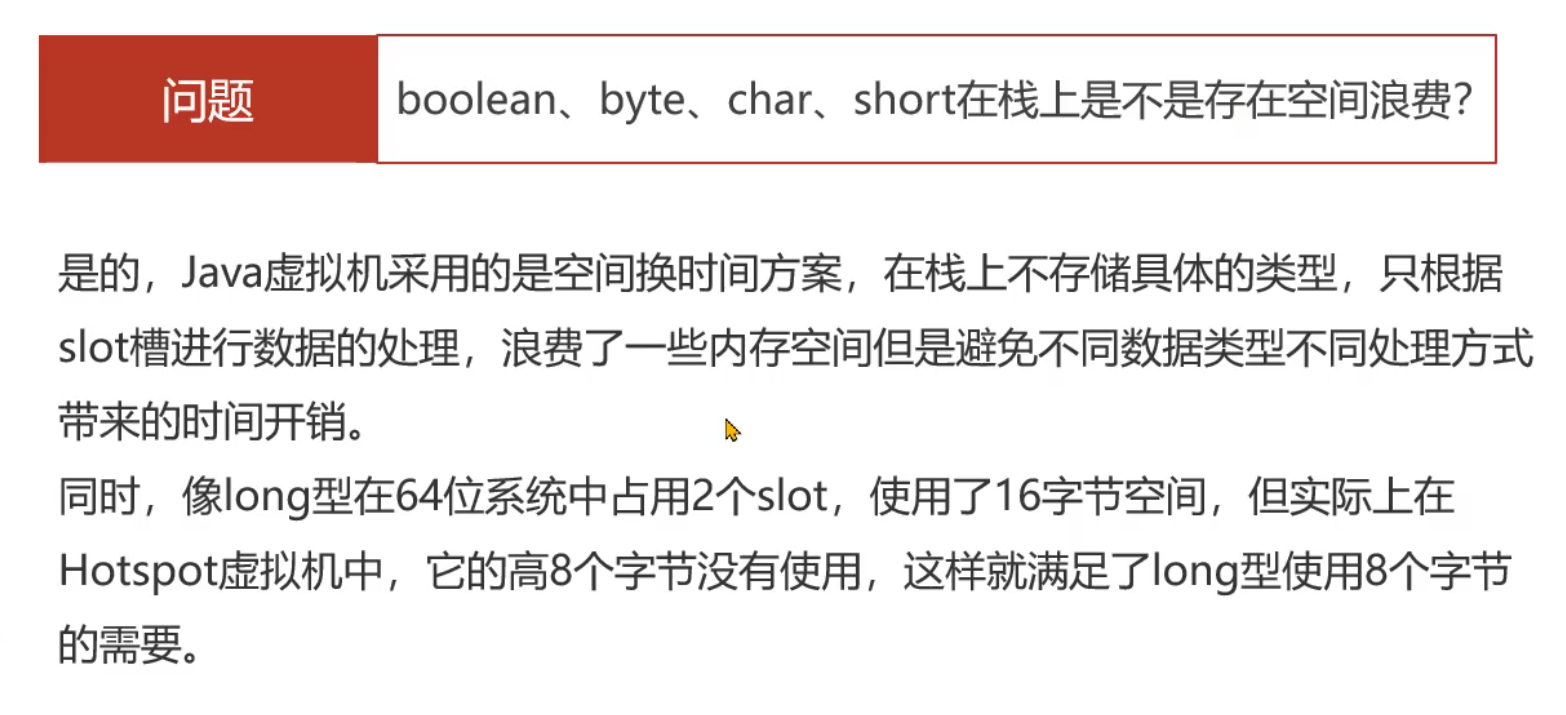 问题
boolean、byte、char、short在栈上是不是存在空间浪费？
是的，Java虚拟机采用的是空间换时间方案，在栈上不存储具体的类型，只根据
slot槽进行数据的处理，浪费了一些内存空间但是避免不同数据类型不同处理方式
带来的时间开销。
同时，像long型在64位系统中占用2个slot，使用了16字节空间，但实际上在
Hotspot虚拟机中，它的高8个字节没有使用，这样就满足了long型使用8个字节
的需要。